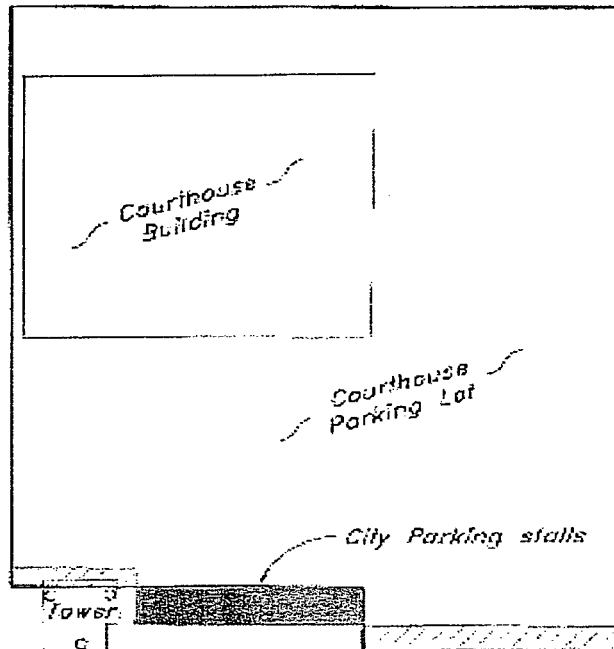 Courthouse
Building
Courthouse
Parking Lot
City Parking stalls
Tower